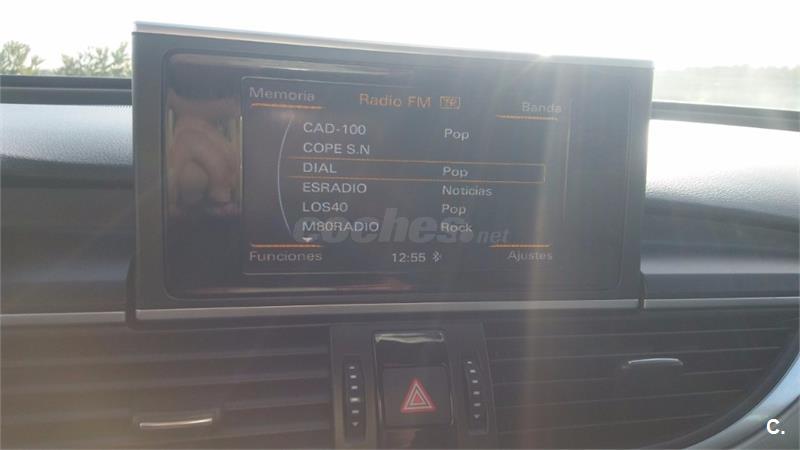 Memoria Radio FM TP Banda
CAD-100 Pop
COPE S.N
DIAL Pop
ESRADIO Noticias
LOS40 Pop
M80RADIO Rock
coches.net
Funciones 12:55 Ajustes
C.